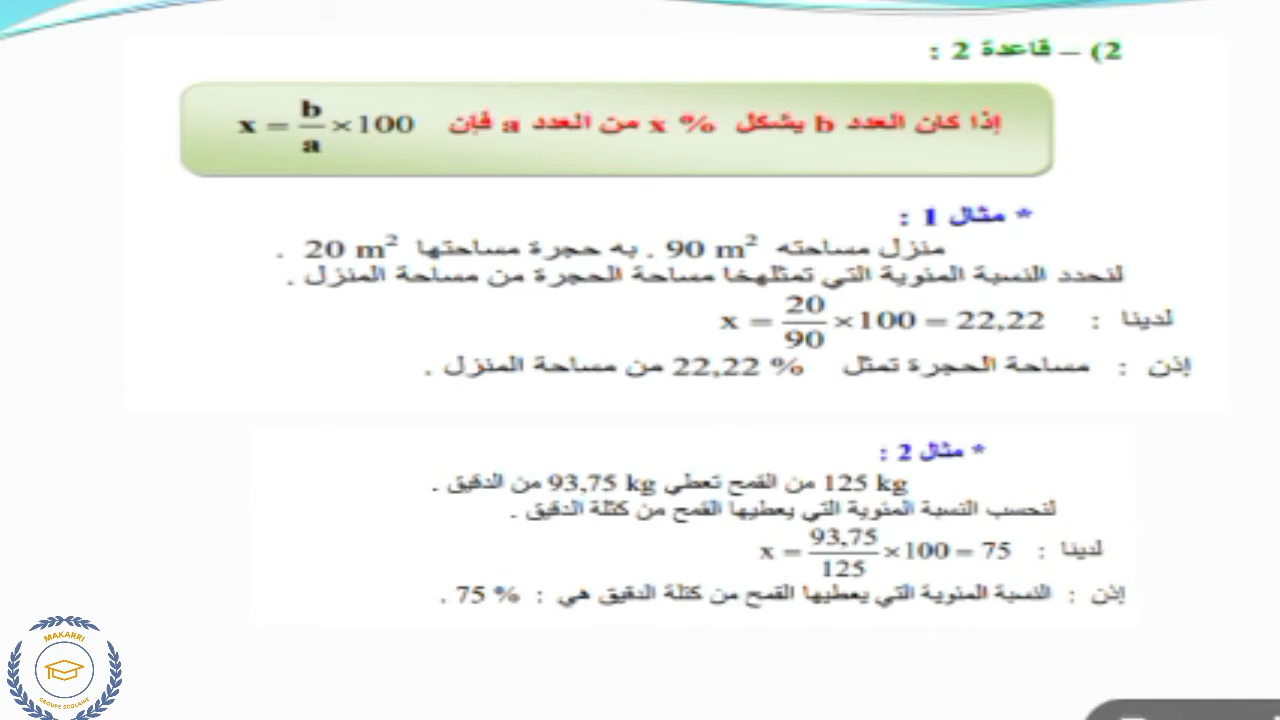 2) – قاعدة 2 :
إذا كان العدد b يشكل x % من العدد a فإن x = b/a × 100
* مثال 1 :
منزل مساحته 90 m² . به حجرة مساحتها 20 m² .
لنحدد النسبة المئوية التي تمثلهخا مساحة الحجرة من مساحة المنزل .
لدينا : x = 20/90 × 100 = 22,22
إذن : مساحة الحجرة تمثل 22,22 % من مساحة المنزل .
* مثال 2 :
125 kg من القمح تعطي 93,75 kg من الدقيق .
لنحسب النسبة المئوية التي يعطيها القمح من كتلة الدقيق .
لدينا : x = 93,75/125 × 100 = 75
إذن : النسبة المئوية التي يعطيها القمح من كتلة الدقيق هي : 75 % .
MAKARRI
GROUPE SCOLAIRE